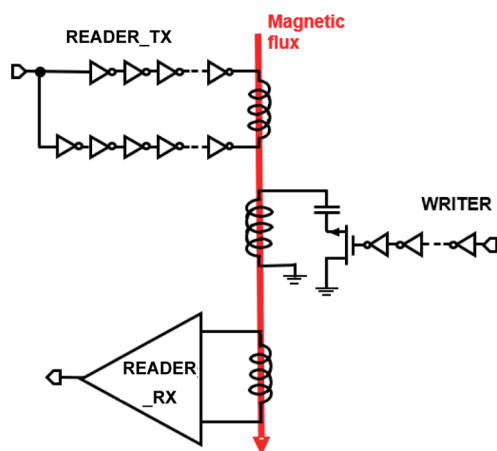 READER_TX
Magnetic
flux
WRITER
READER
_RX